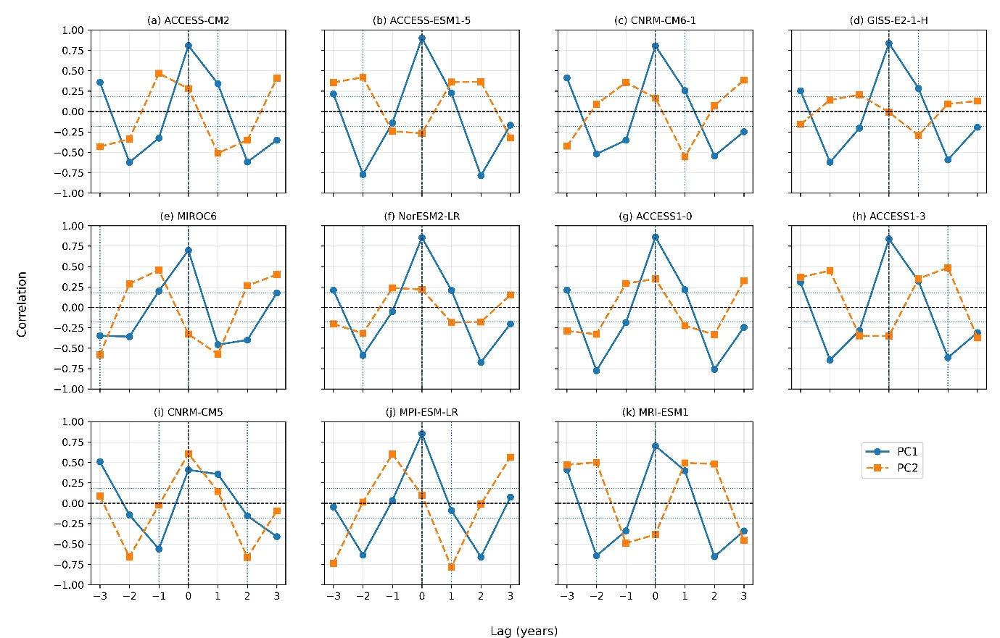 (a) ACCESS-CM2
(b) ACCESS-ESM1-5
(c) CNRM-CM6-1
(d) GISS-E2-1-H
1.00
0.75
0.50
0.25
0.00
−0.25
−0.50
−0.75
−1.00
(e) MIROC6
(f) NorESM2-LR
(g) ACCESS1-0
(h) ACCESS1-3
1.00
0.75
0.50
0.25
0.00
−0.25
−0.50
−0.75
−1.00
Correlation
(i) CNRM-CM5
(j) MPI-ESM-LR
(k) MRI-ESM1
1.00
0.75
0.50
0.25
0.00
−0.25
−0.50
−0.75
−1.00
PC1
PC2
−3 −2 −1 0 1 2 3
−3 −2 −1 0 1 2 3
−3 −2 −1 0 1 2 3
Lag (years)